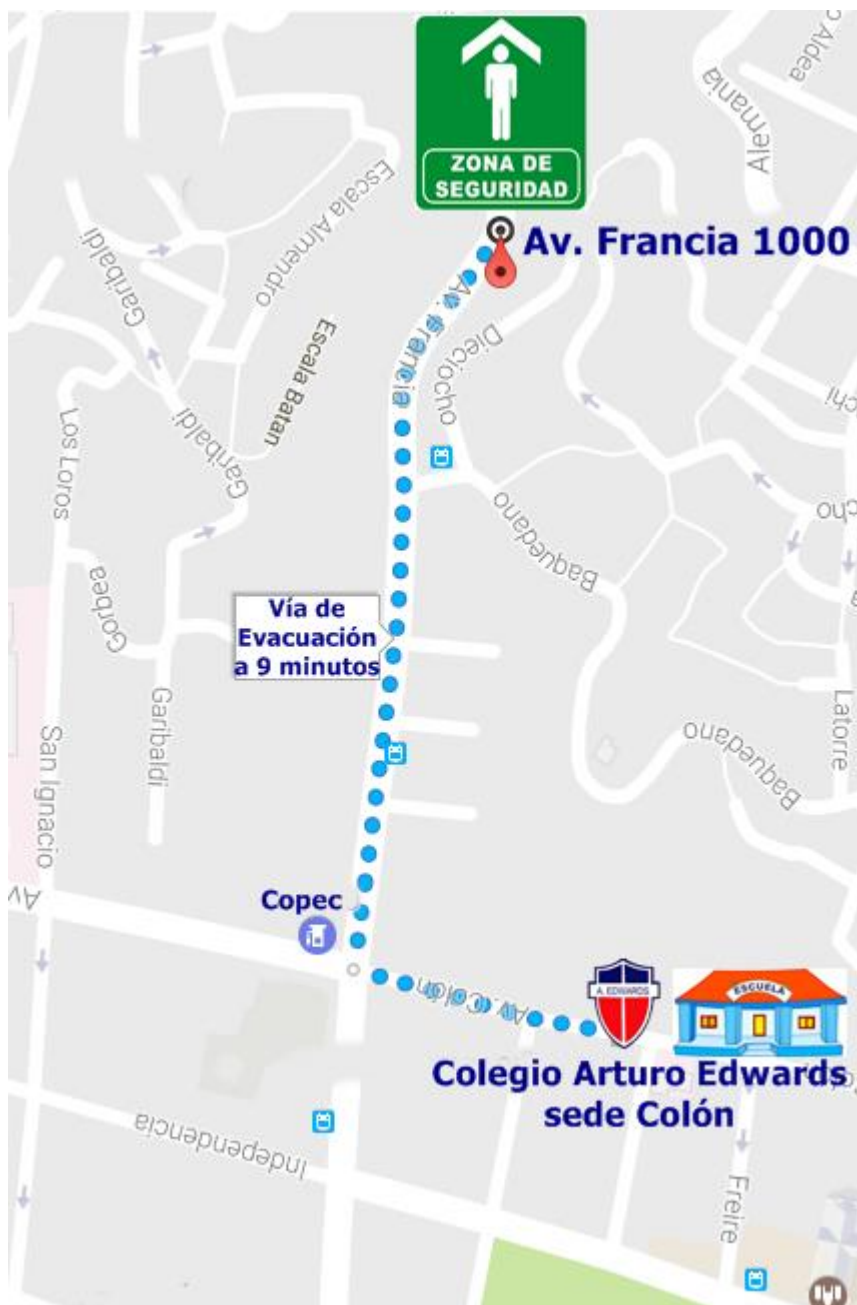 ZONA DE
SEGURIDAD
Aldea
Alemania
Av. Francia 1000
Escala Almendro
Garibaldi
Av. Francia
Dieciocho
Escala Batan
Garibaldi
Los Loros
Baquedano
Gorbea
Vía de
Evacuación
a 9 minutos
Garibaldi
San Ignacio
Latorre
Baquedano
Av
Copec
Av. Colón
A. EDWARDS
ESCUELA
Colegio Arturo Edwards
sede Colón
Independencia
Freire